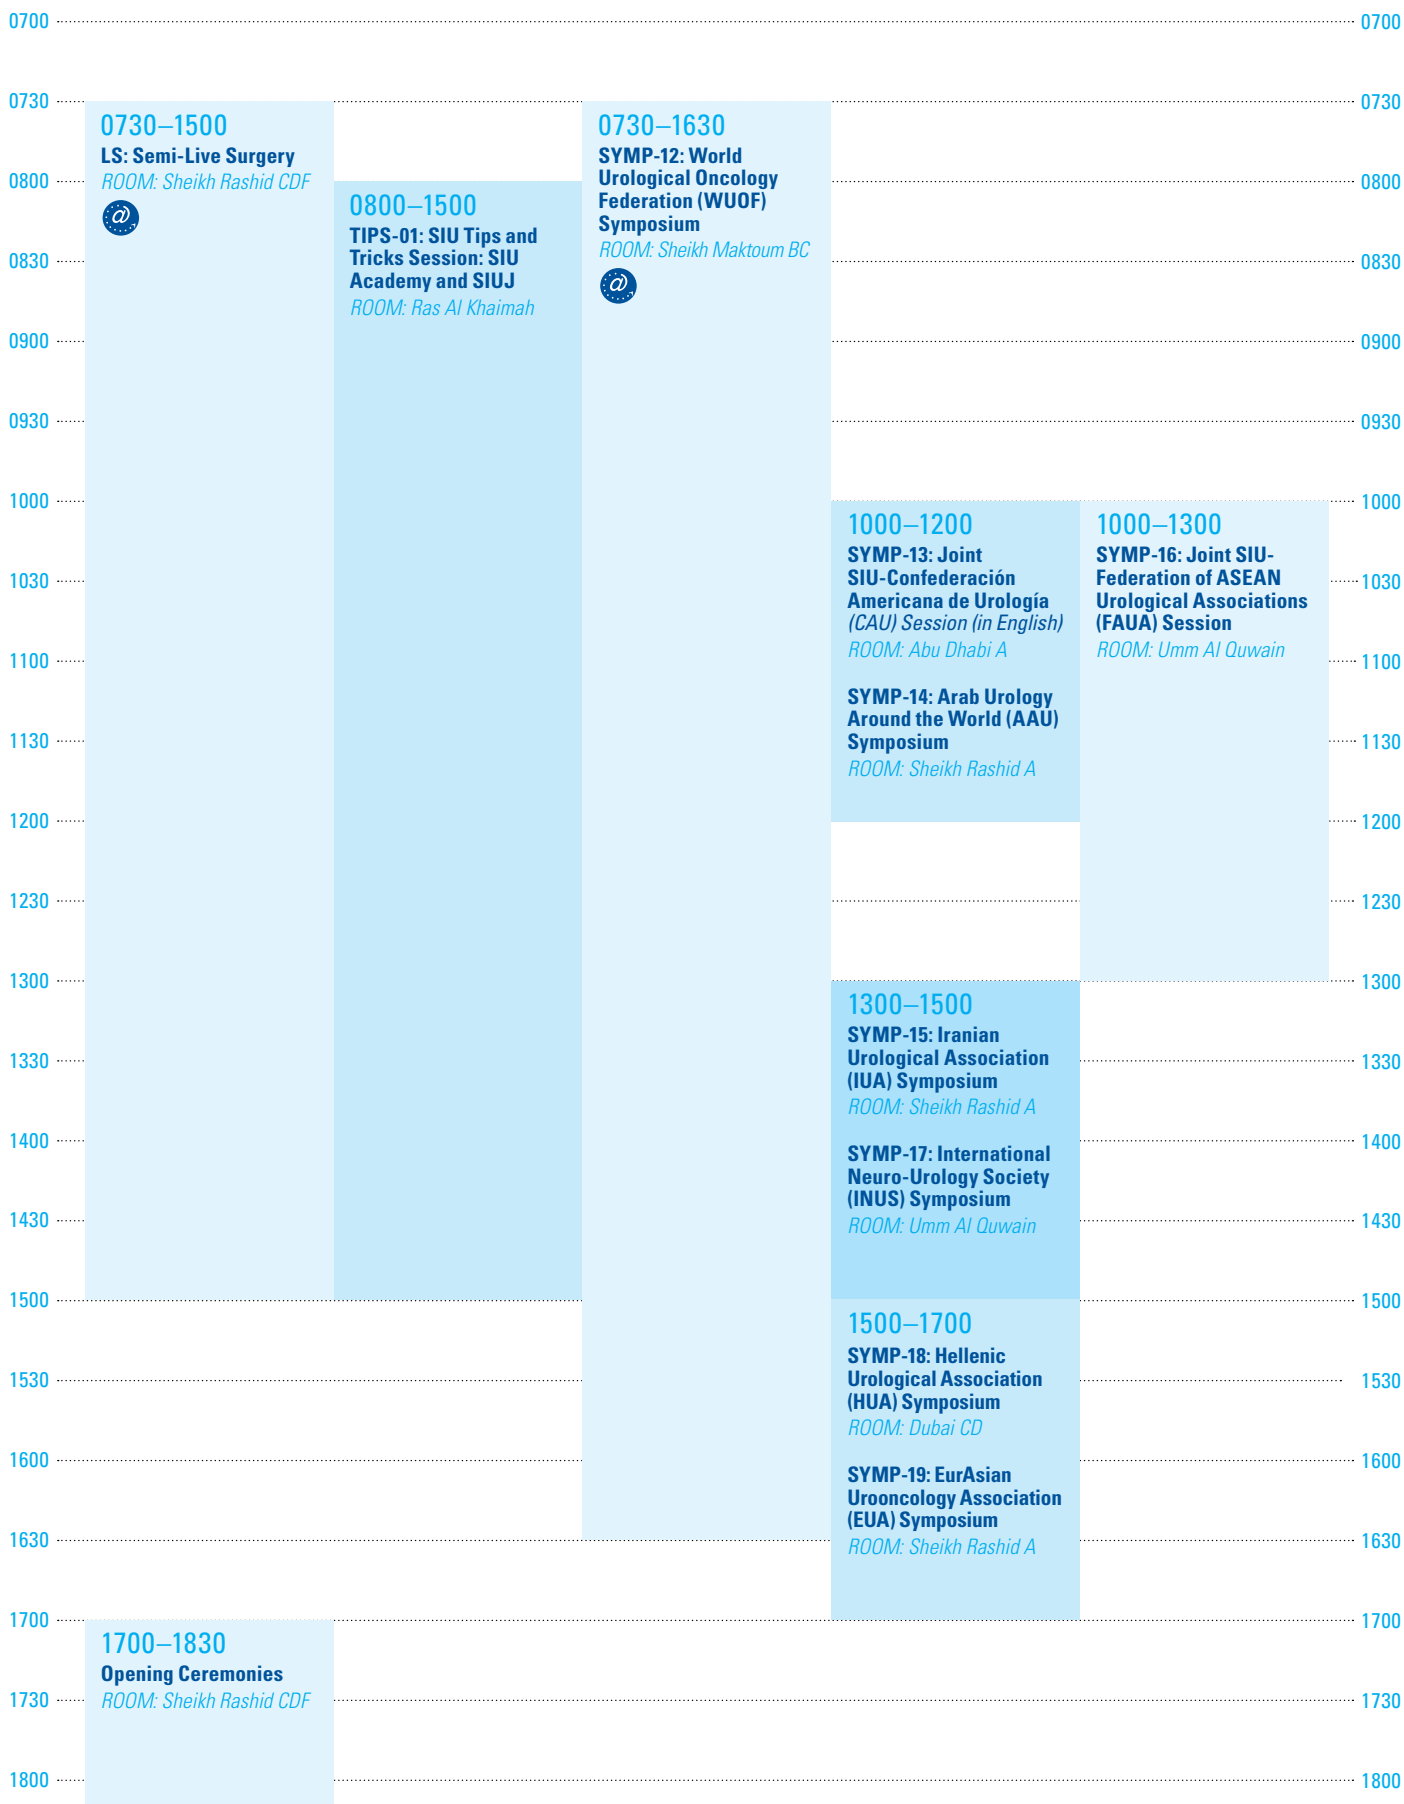 0700 0700
0730 0730
0730–1500
LS: Semi-Live Surgery
ROOM: Sheikh Rashid CDF
@
0730–1630
SYMP-12: World
Urological Oncology
Federation (WUOF)
Symposium
ROOM: Sheikh Maktoum BC
@
0800 0800
0800–1500
TIPS-01: SIU Tips and
Tricks Session: SIU
Academy and SIUJ
ROOM: Ras Al Khaimah
0830 0830
0900 0900
0930 0930
1000 1000
1000–1200
SYMP-13: Joint
SIU-Confederación
Americana de Urología
(CAU) Session (in English)
ROOM: Abu Dhabi A
SYMP-14: Arab Urology
Around the World (AAU)
Symposium
ROOM: Sheikh Rashid A
1000–1300
SYMP-16: Joint SIU-
Federation of ASEAN
Urological Associations
(FAUA) Session
ROOM: Umm Al Quwain
1030 1030
1100 1100
1130 1130
1200 1200
1230 1230
1300 1300
1300–1500
SYMP-15: Iranian
Urological Association
(IUA) Symposium
ROOM: Sheikh Rashid A
SYMP-17: International
Neuro-Urology Society
(INUS) Symposium
ROOM: Umm Al Quwain
1330 1330
1400 1400
1430 1430
1500 1500
1500–1700
SYMP-18: Hellenic
Urological Association
(HUA) Symposium
ROOM: Dubai CD
SYMP-19: EurAsian
Urooncology Association
(EUA) Symposium
ROOM: Sheikh Rashid A
1530 1530
1600 1600
1630 1630
1700 1700
1700–1830
Opening Ceremonies
ROOM: Sheikh Rashid CDF
1730 1730
1800 1800